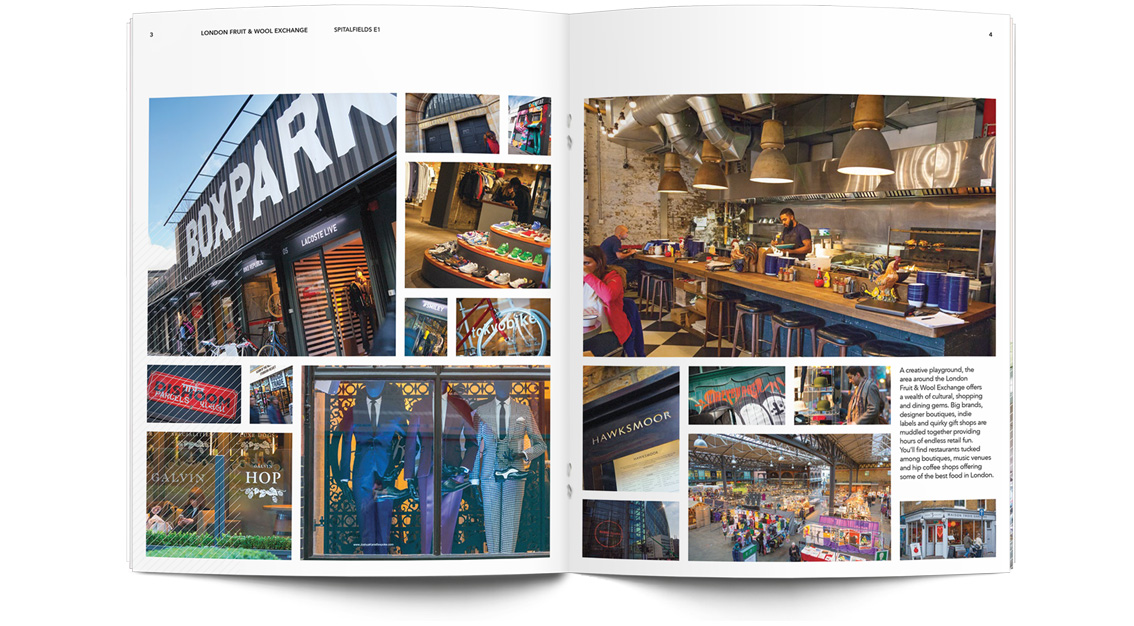 3
LONDON FRUIT & WOOL EXCHANGE
SPITALFIELDS E1
4
BOXPARK
LACOSTE LIVE
tokyobike
PARCELS
GALVIN
HOP
HAWKSMOOR
A creative playground, the
area around the London
Fruit & Wool Exchange offers
a wealth of cultural, shopping
and dining gems. Big brands,
designer boutiques, indie
labels and quirky gift shops are
muddled together providing
hours of endless retail fun.
You'll find restaurants tucked
among boutiques, music venues
and hip coffee shops offering
some of the best food in London.